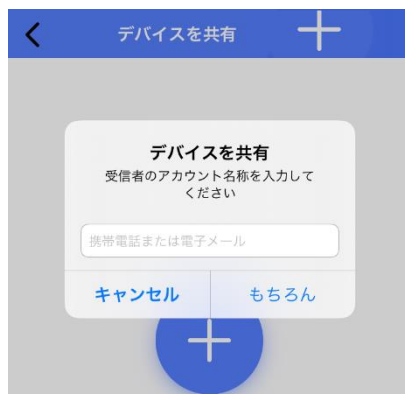 デバイスを共有
デバイスを共有
受信者のアカウント名称を入力して
ください
携帯電話または電子メール
キャンセル
もちろん